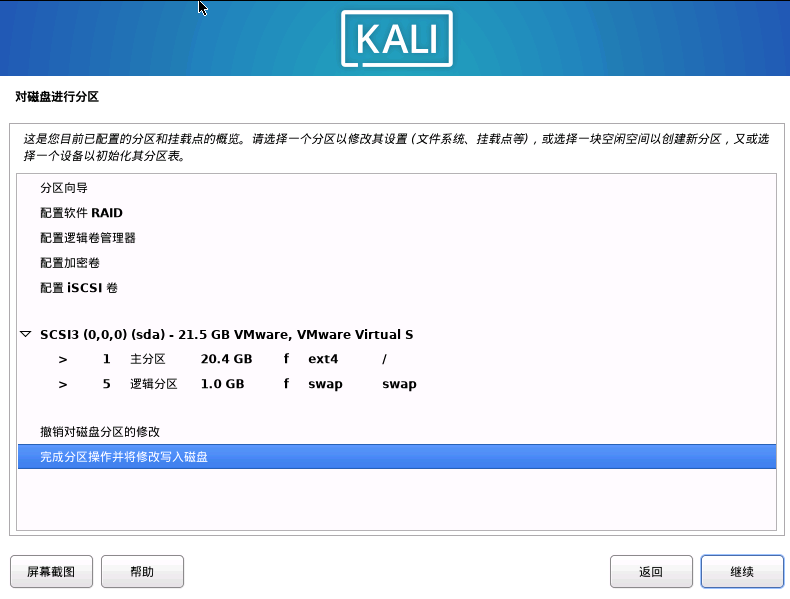 KALI
对磁盘进行分区
这是您目前已配置的分区和挂载点的概览。请选择一个分区以修改其设置 (文件系统、挂载点等)，或选择一块空闲空间以创建新分区，又或选
择一个设备以初始化其分区表。
分区向导
配置软件 RAID
配置逻辑卷管理器
配置加密卷
配置 iSCSI 卷
SCSI3 (0,0,0) (sda) - 21.5 GB VMware, VMware Virtual S
> 1 主分区 20.4 GB f ext4 /
> 5 逻辑分区 1.0 GB f swap swap
撤销对磁盘分区的修改
完成分区操作并将修改写入磁盘
屏幕截图 帮助 返回 继续